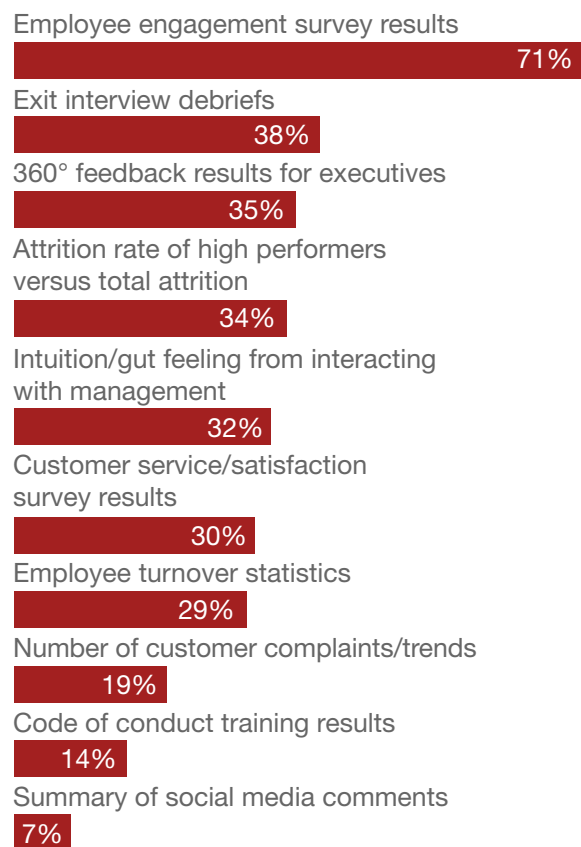 Employee engagement survey results
71%
Exit interview debriefs
38%
360° feedback results for executives
35%
Attrition rate of high performers
versus total attrition
34%
Intuition/gut feeling from interacting
with management
32%
Customer service/satisfaction
survey results
30%
Employee turnover statistics
29%
Number of customer complaints/trends
19%
Code of conduct training results
14%
Summary of social media comments
7%